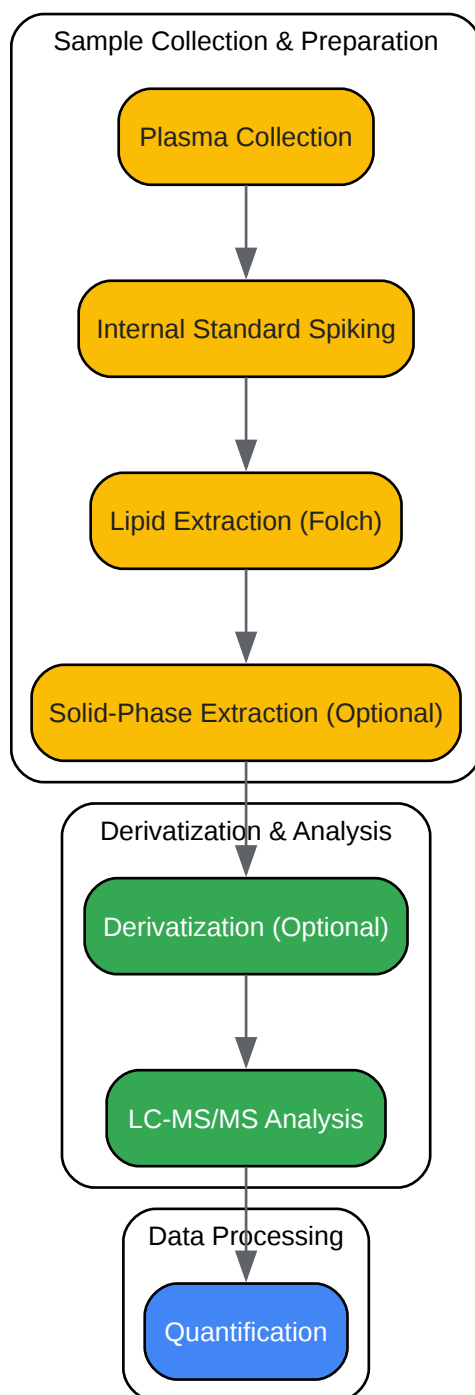 Sample Collection & Preparation
Plasma Collection
Internal Standard Spiking
Lipid Extraction (Folch)
Solid-Phase Extraction (Optional)
Derivatization & Analysis
Derivatization (Optional)
LC-MS/MS Analysis
Data Processing
Quantification